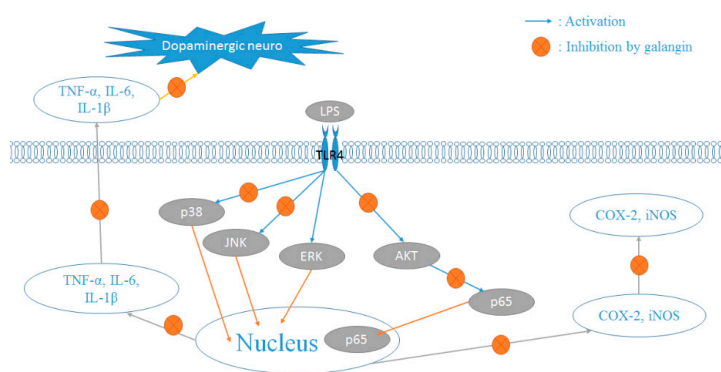 : Activation
: Inhibition by galangin
Dopaminergic neuro
TNF-α, IL-6,
IL-1β
LPS
TLR4
p38
JNK
ERK
AKT
p65
COX-2, iNOS
TNF-α, IL-6,
IL-1β
Nucleus
p65
COX-2, iNOS